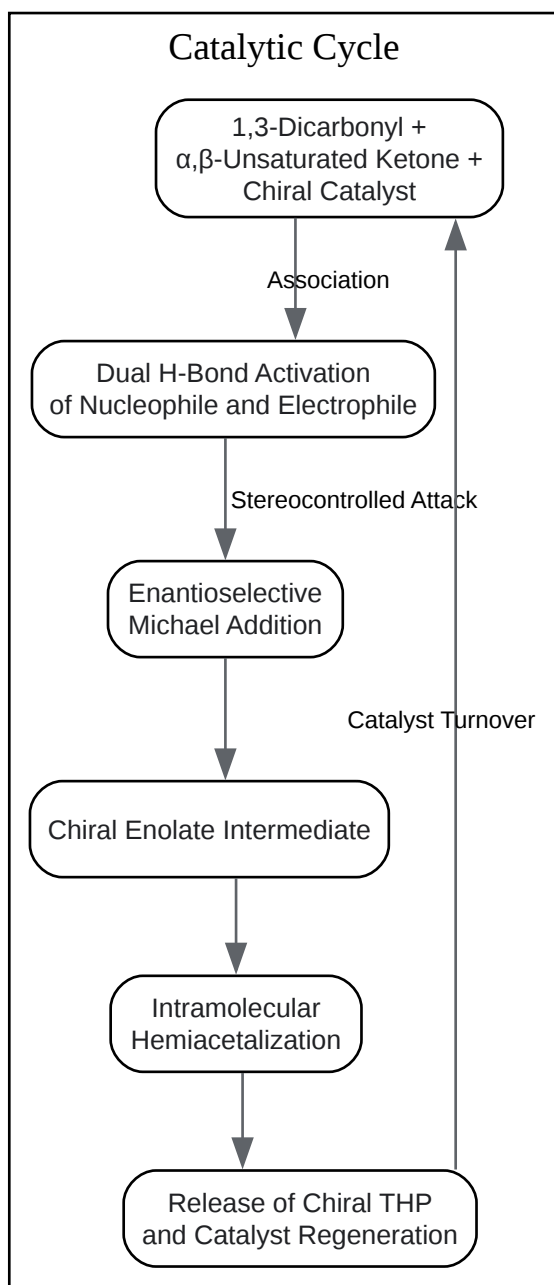 Catalytic Cycle
1,3-Dicarbonyl +
α,β-Unsaturated Ketone +
Chiral Catalyst
Association
Dual H-Bond Activation
of Nucleophile and Electrophile
Stereocontrolled Attack
Enantioselective
Michael Addition
Catalyst Turnover
Chiral Enolate Intermediate
Intramolecular
Hemiacetalization
Release of Chiral THP
and Catalyst Regeneration